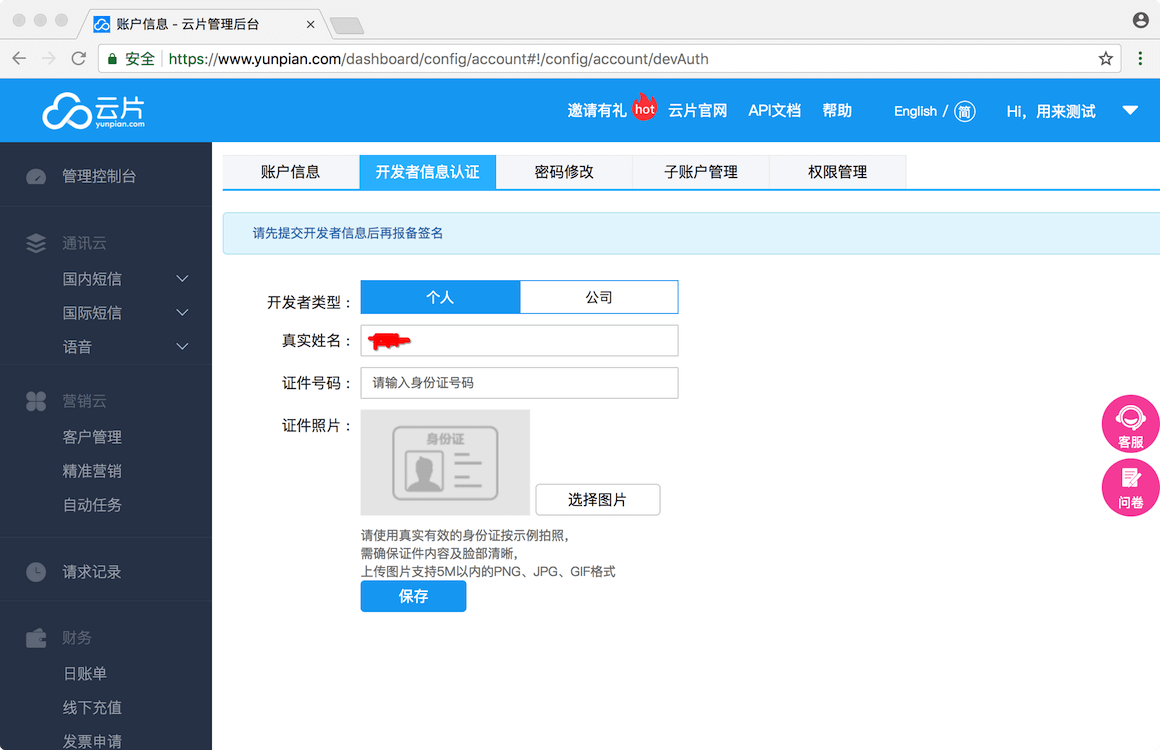 账户信息 - 云片管理后台
安全 https://www.yunpian.com/dashboard/config/account#!/config/account/devAuth
云片
yunpian.com
邀请有礼 hot 云片官网 API文档 帮助 English / 简 Hi，用来测试
管理控制台
通讯云
国内短信
国际短信
语音
营销云
客户管理
精准营销
自动任务
请求记录
财务
日账单
线下充值
发票申请
账户信息 开发者信息认证 密码修改 子账户管理 权限管理
请先提交开发者信息后再报备签名
开发者类型： 个人 公司
真实姓名：
证件号码： 请输入身份证号码
证件照片：
身份证
选择图片
请使用真实有效的身份证按示例拍照，
需确保证件内容及脸部清晰，
上传图片支持5M以内的PNG、JPG、GIF格式
保存
客服
问卷